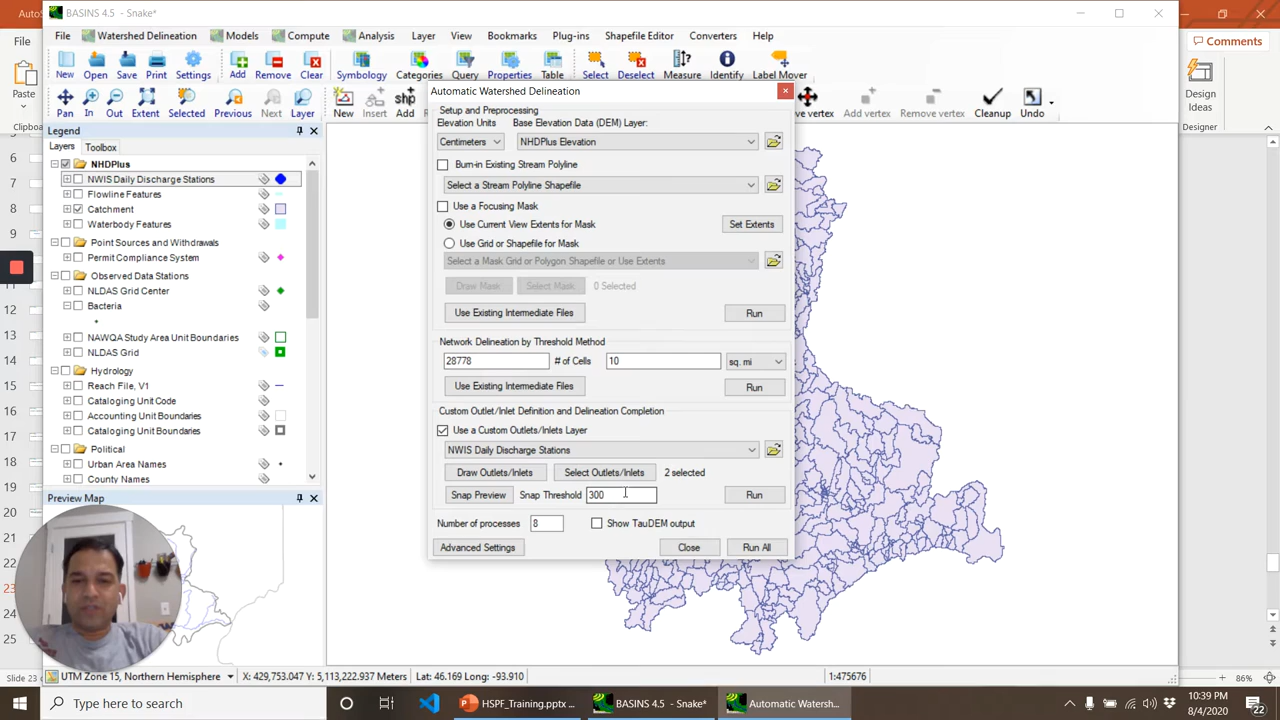 AutoS
BASINS 4.5 - Snake*
File
File Watershed Delineation Models Compute Analysis Layer View Bookmarks Plug-ins Shapefile Editor Converters Help
Comments
New Open Save Print Settings Add Remove Clear Symbology Categories Query Properties Table Select Deselect Measure Identify Label Mover
Paste
Design Ideas
Pan In Out Extent Selected Previous Next Layer New Insert Add
Move vertex Add vertex Remove vertex Cleanup Undo
Clipboard
Designer
Automatic Watershed Delineation
Setup and Preprocessing
Elevation Units Base Elevation Data (DEM) Layer:
Centimeters NHDPlus Elevation
Burn-in Existing Stream Polyline
Select a Stream Polyline Shapefile
Use a Focusing Mask
Use Current View Extents for Mask Set Extents
Use Grid or Shapefile for Mask
Select a Mask Grid or Polygon Shapefile or Use Extents
Draw Mask Select Mask 0 Selected
Use Existing Intermediate Files Run
Network Delineation by Threshold Method
28778 # of Cells 10 sq. mi
Use Existing Intermediate Files Run
Custom Outlet/Inlet Definition and Delineation Completion
Use a Custom Outlets/Inlets Layer
NWIS Daily Discharge Stations
Draw Outlets/Inlets Select Outlets/Inlets 2 selected
Snap Preview Snap Threshold 300 Run
Number of processes 8 Show TauDEM output
Advanced Settings Close Run All
Legend
Layers Toolbox
NHDPlus
NWIS Daily Discharge Stations
Flowline Features
Catchment
Waterbody Features
Point Sources and Withdrawals
Permit Compliance System
Observed Data Stations
NLDAS Grid Center
Bacteria
NAWQA Study Area Unit Boundaries
NLDAS Grid
Hydrology
Reach File, V1
Cataloging Unit Code
Accounting Unit Boundaries
Cataloging Unit Boundaries
Political
Urban Area Names
County Names
Preview Map
7
8
9
10
12
13
14
15
16
17
18
19
20
21
22
23
24
25
UTM Zone 15, Northern Hemisphere X: 429,753.047 Y: 5,113,222.937 Meters Lat: 46.169 Long: -93.910 1:475676
Slide 23 86%
Type here to search
HSPF_Training.pptx ... BASINS 4.5 - Snake* Automatic Watersh...
10:39 AM
8/4/2020
22